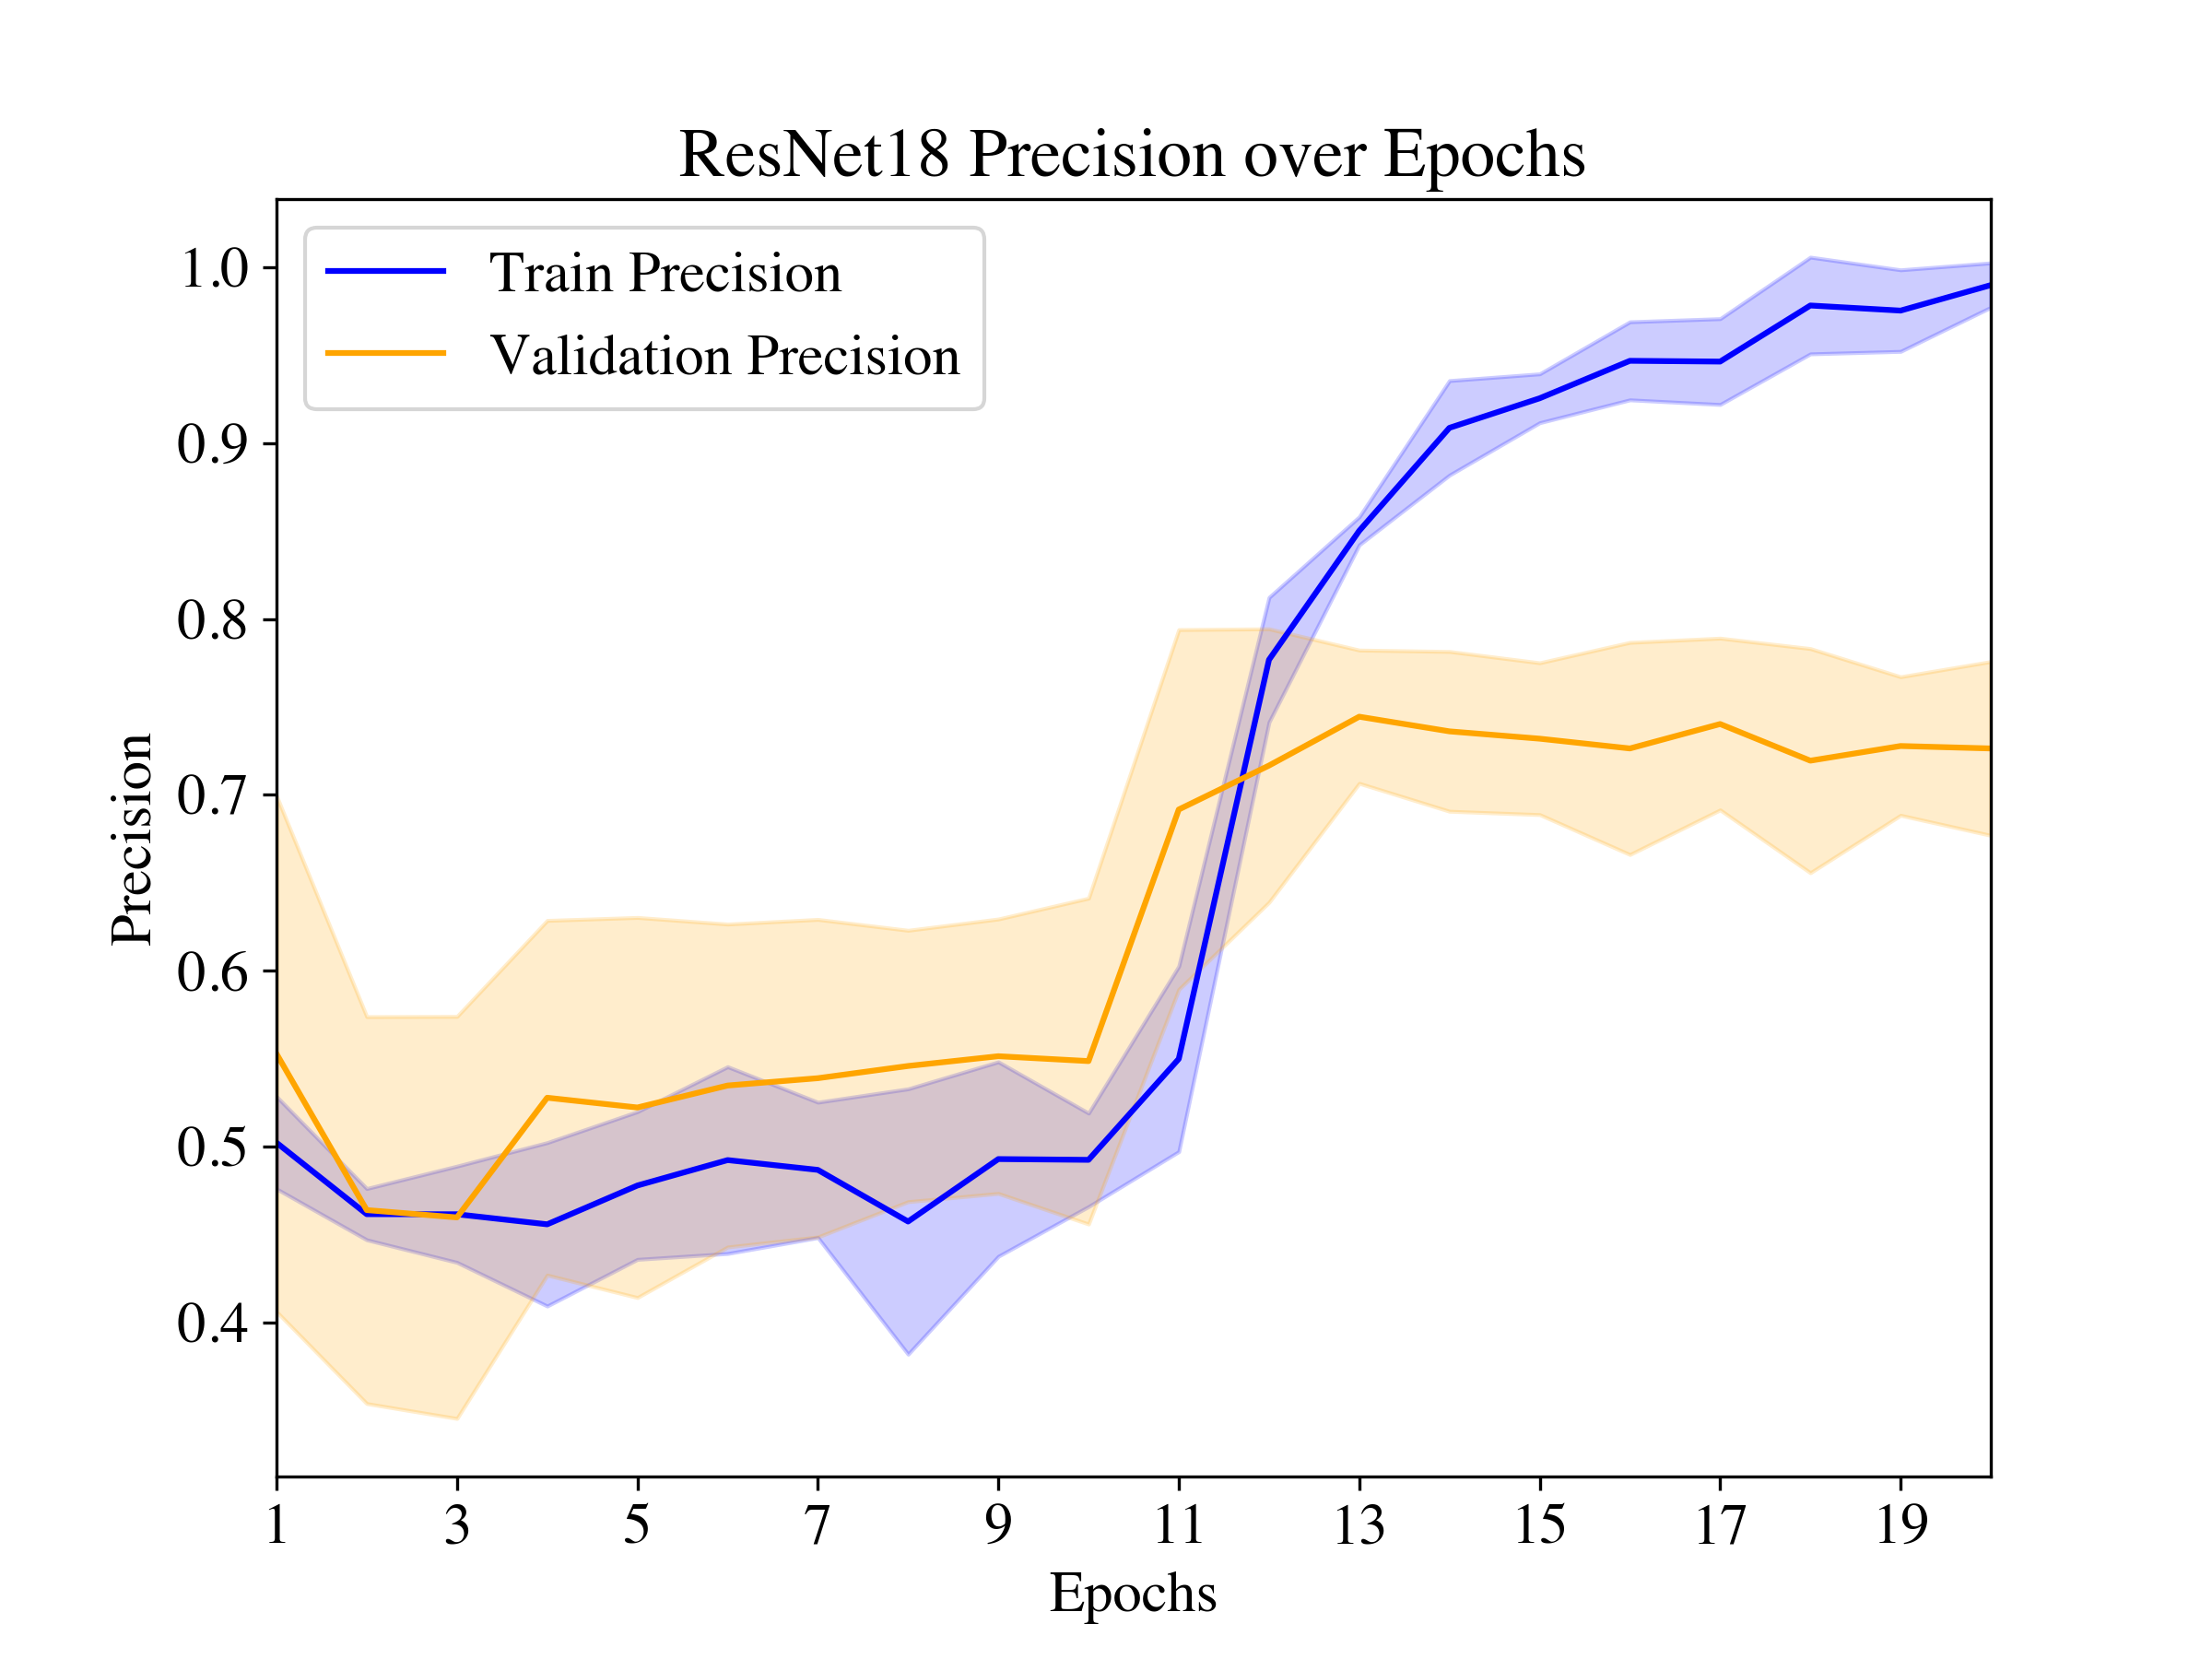 ResNet18 Precision over Epochs
Train Precision
Validation Precision
1.0
0.9
0.8
0.7
0.6
0.5
0.4
Precision
1 3 5 7 9 11 13 15 17 19
Epochs